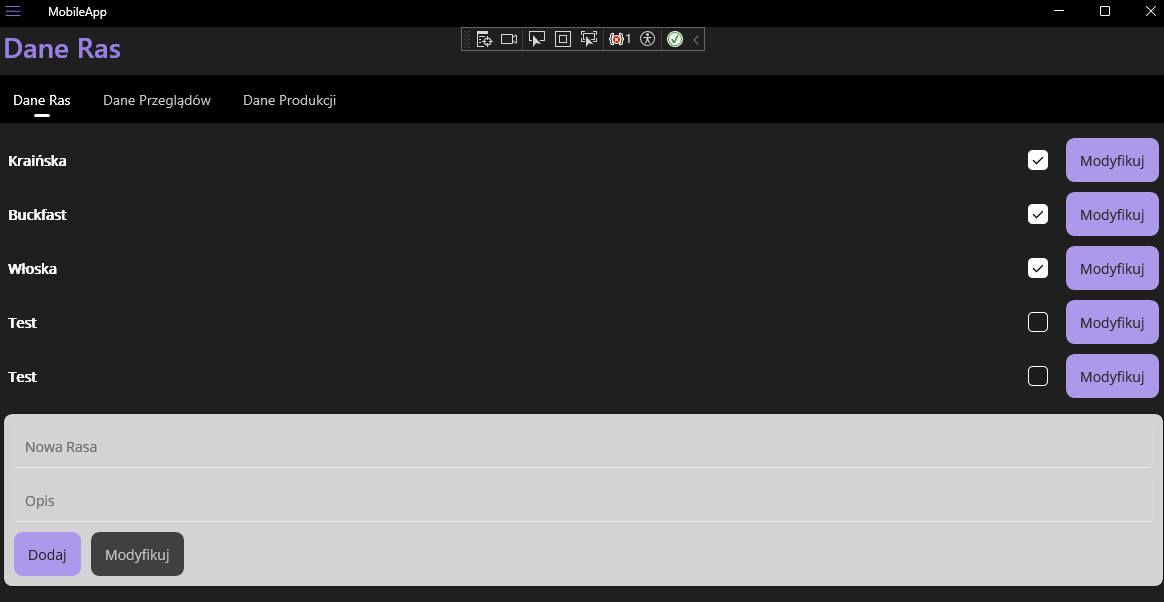 MobileApp
Dane Ras
1
Dane Ras Dane Przeglądów Dane Produkcji
Kraińska Modyfikuj
Buckfast Modyfikuj
Włoska Modyfikuj
Test Modyfikuj
Test Modyfikuj
Nowa Rasa
Opis
Dodaj Modyfikuj